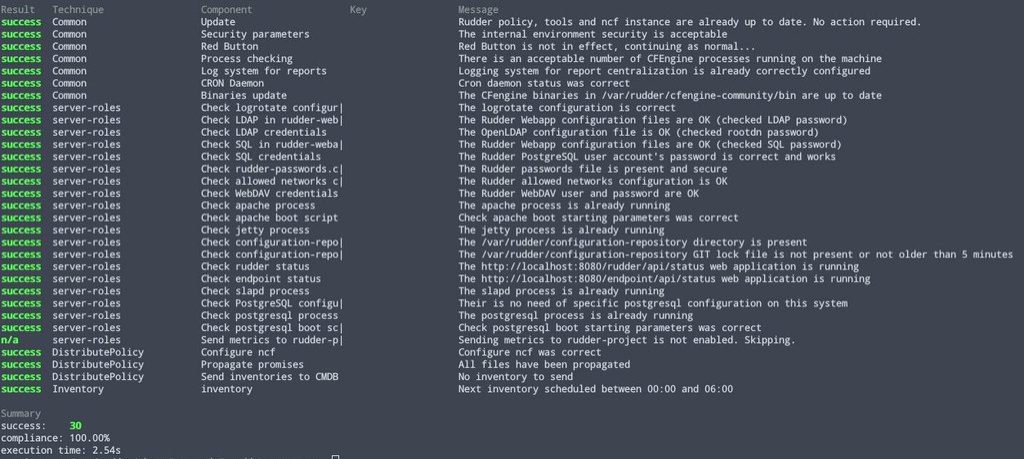 Result Technique Component Key Message
success Common Update Rudder policy, tools and ncf instance are already up to date. No action required.
success Common Security parameters The internal environment security is acceptable
success Common Red Button Red Button is not in effect, continuing as normal...
success Common Process checking There is an acceptable number of CFEngine processes running on the machine
success Common Log system for reports Logging system for report centralization is already correctly configured
success Common CRON Daemon Cron daemon status was correct
success Common Binaries update The CFengine binaries in /var/rudder/cfengine-community/bin are up to date
success server-roles Check logrotate configur| The logrotate configuration is correct
success server-roles Check LDAP in rudder-web| The Rudder Webapp configuration files are OK (checked LDAP password)
success server-roles Check LDAP credentials The OpenLDAP configuration file is OK (checked rootdn password)
success server-roles Check SQL in rudder-weba| The Rudder Webapp configuration files are OK (checked SQL password)
success server-roles Check SQL credentials The Rudder PostgreSQL user account's password is correct and works
success server-roles Check rudder-passwords.c| The Rudder passwords file is present and secure
success server-roles Check allowed networks c| The Rudder allowed networks configuration is OK
success server-roles Check WebDAV credentials The Rudder WebDAV user and password are OK
success server-roles Check apache process The apache process is already running
success server-roles Check apache boot script Check apache boot starting parameters was correct
success server-roles Check jetty process The jetty process is already running
success server-roles Check configuration-repo| The /var/rudder/configuration-repository directory is present
success server-roles Check configuration-repo| The /var/rudder/configuration-repository GIT lock file is not present or not older than 5 minutes
success server-roles Check rudder status The http://localhost:8080/rudder/api/status web application is running
success server-roles Check endpoint status The http://localhost:8080/endpoint/api/status web application is running
success server-roles Check slapd process The slapd process is already running
success server-roles Check PostgreSQL configu| Their is no need of specific postgresql configuration on this system
success server-roles Check postgresql process The postgresql process is already running
success server-roles Check postgresql boot sc| Check postgresql boot starting parameters was correct
n/a server-roles Send metrics to rudder-p| Sending metrics to rudder-project is not enabled. Skipping.
success DistributePolicy Configure ncf Configure ncf was correct
success DistributePolicy Propagate promises All files have been propagated
success DistributePolicy Send inventories to CMDB No inventory to send
success Inventory inventory Next inventory scheduled between 00:00 and 06:00
Summary
success: 30
compliance: 100.00%
execution time: 2.54s